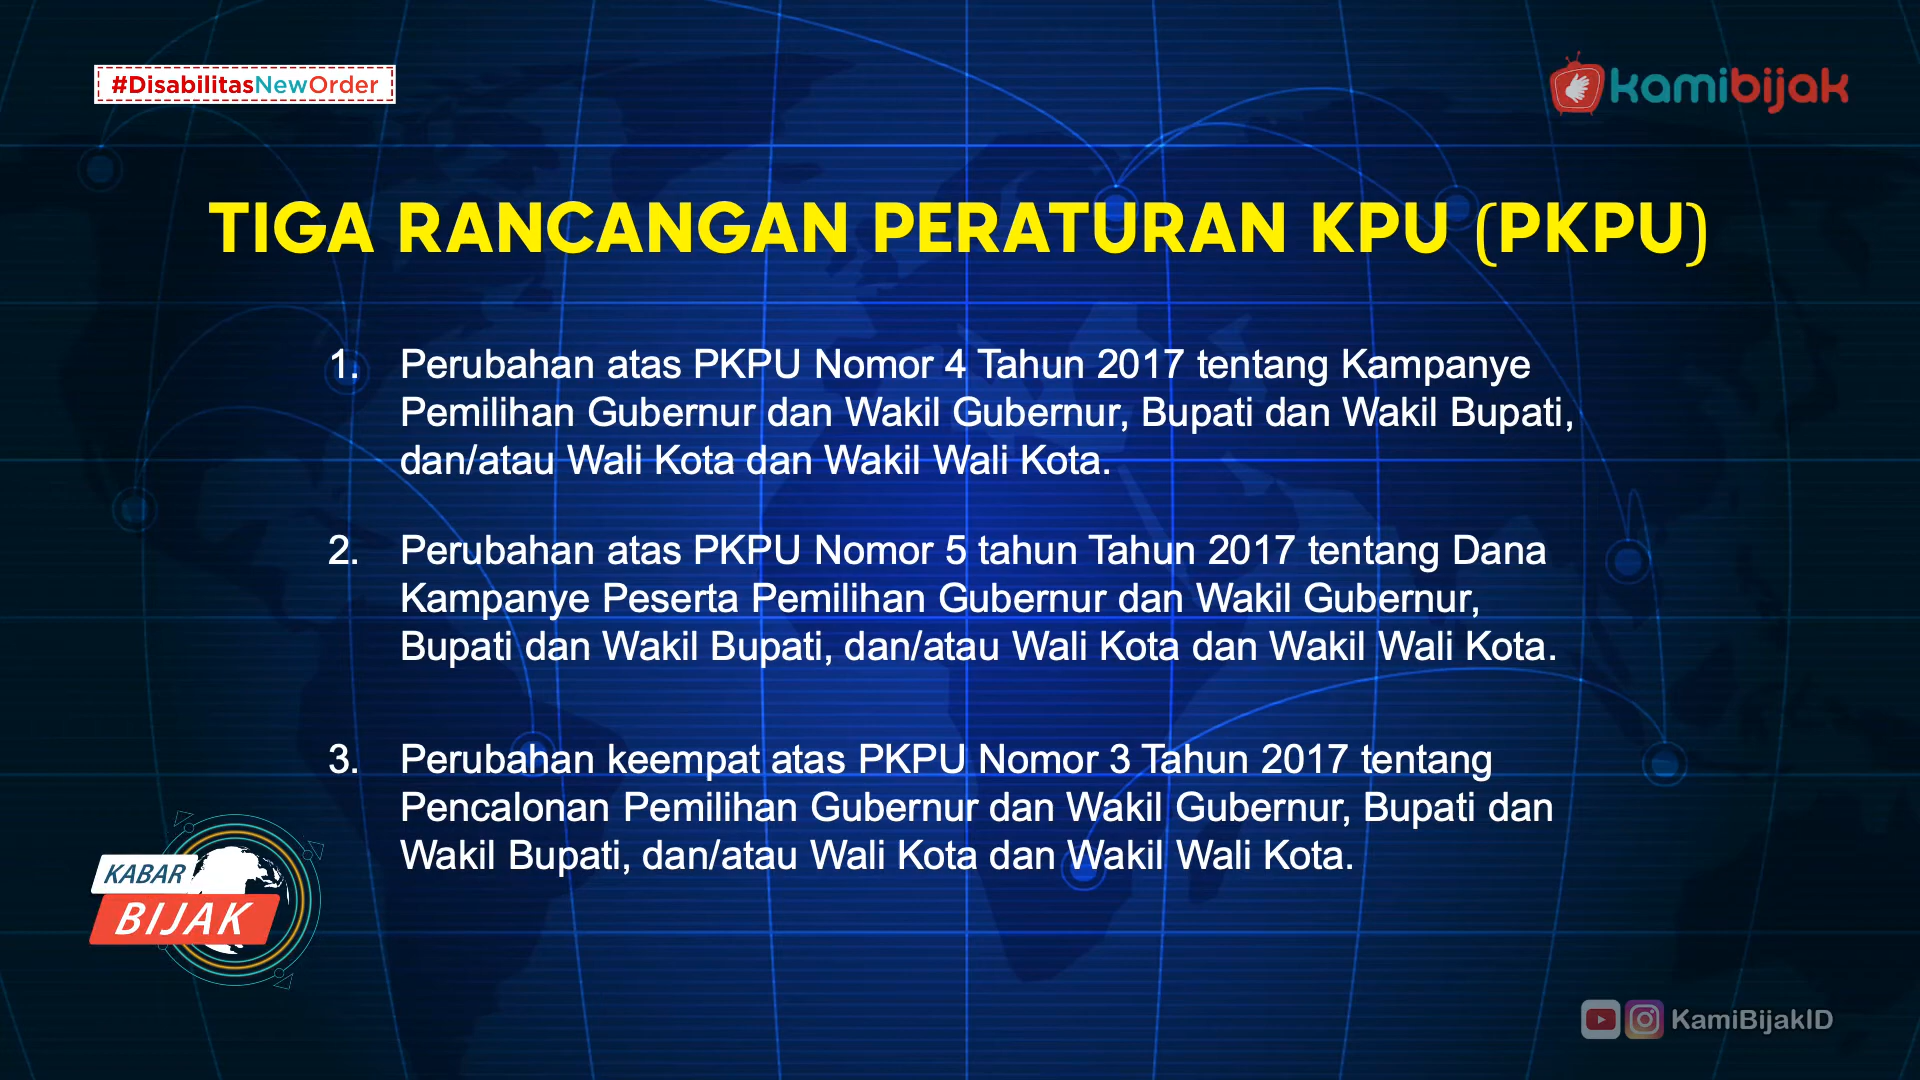 #DisabilitasNewOrder
kamibijak
TIGA RANCANGAN PERATURAN KPU (PKPU)
1. Perubahan atas PKPU Nomor 4 Tahun 2017 tentang Kampanye
Pemilihan Gubernur dan Wakil Gubernur, Bupati dan Wakil Bupati,
dan/atau Wali Kota dan Wakil Wali Kota.
2. Perubahan atas PKPU Nomor 5 tahun Tahun 2017 tentang Dana
Kampanye Peserta Pemilihan Gubernur dan Wakil Gubernur,
Bupati dan Wakil Bupati, dan/atau Wali Kota dan Wakil Wali Kota.
3. Perubahan keempat atas PKPU Nomor 3 Tahun 2017 tentang
Pencalonan Pemilihan Gubernur dan Wakil Gubernur, Bupati dan
Wakil Bupati, dan/atau Wali Kota dan Wakil Wali Kota.
KABAR
BIJAK
KamiBijakID